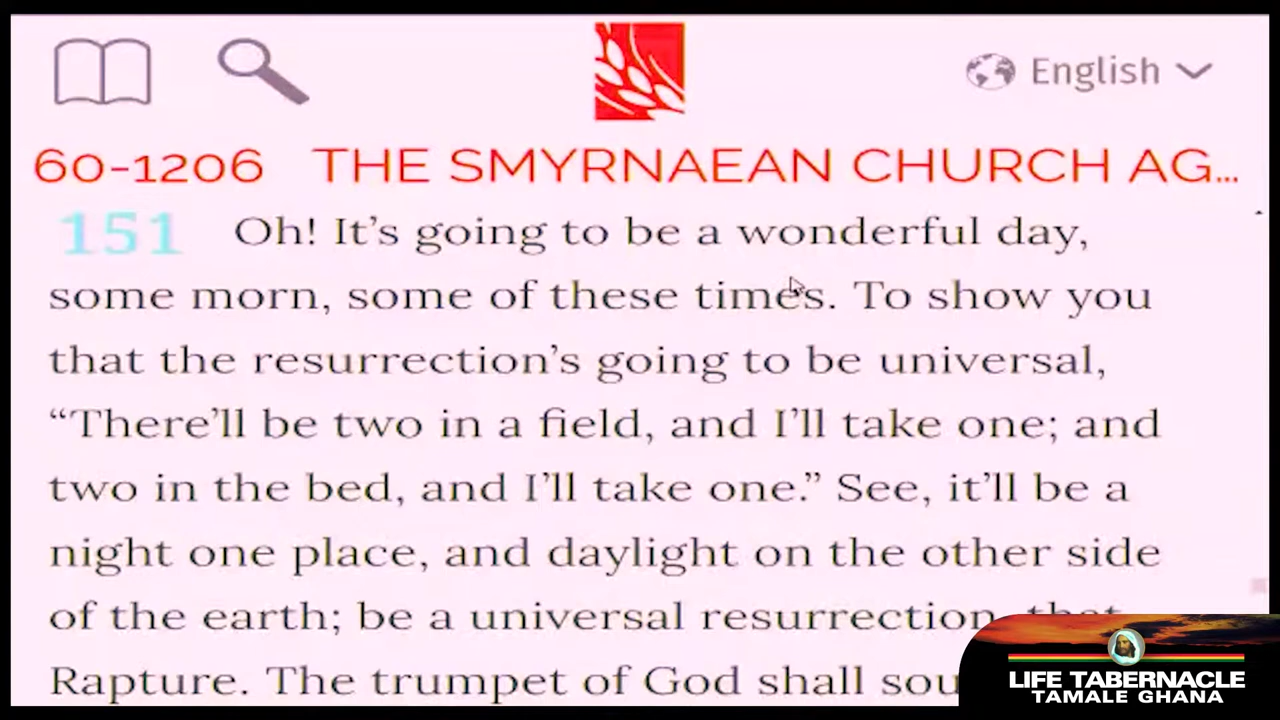 English
60-1206 THE SMYRNAEAN CHURCH AG...
151 Oh! It’s going to be a wonderful day,
some morn, some of these times. To show you
that the resurrection’s going to be universal,
“There’ll be two in a field, and I’ll take one; and
two in the bed, and I’ll take one.” See, it’ll be a
night one place, and daylight on the other side
of the earth; be a universal resurrection
Rapture. The trumpet of God shall
LIFE TABERNACLE
TAMALE GHANA